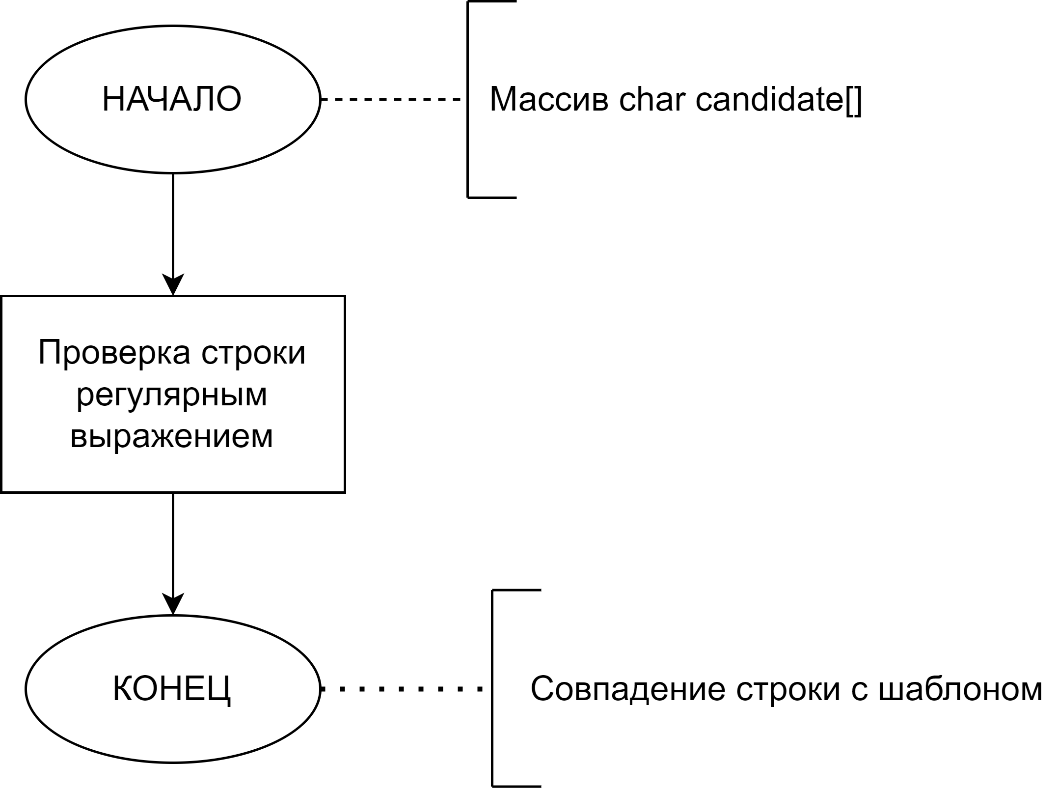 НАЧАЛО
Массив char candidate[]
Проверка строки
регулярным
выражением
КОНЕЦ
Совпадение строки с шаблоном